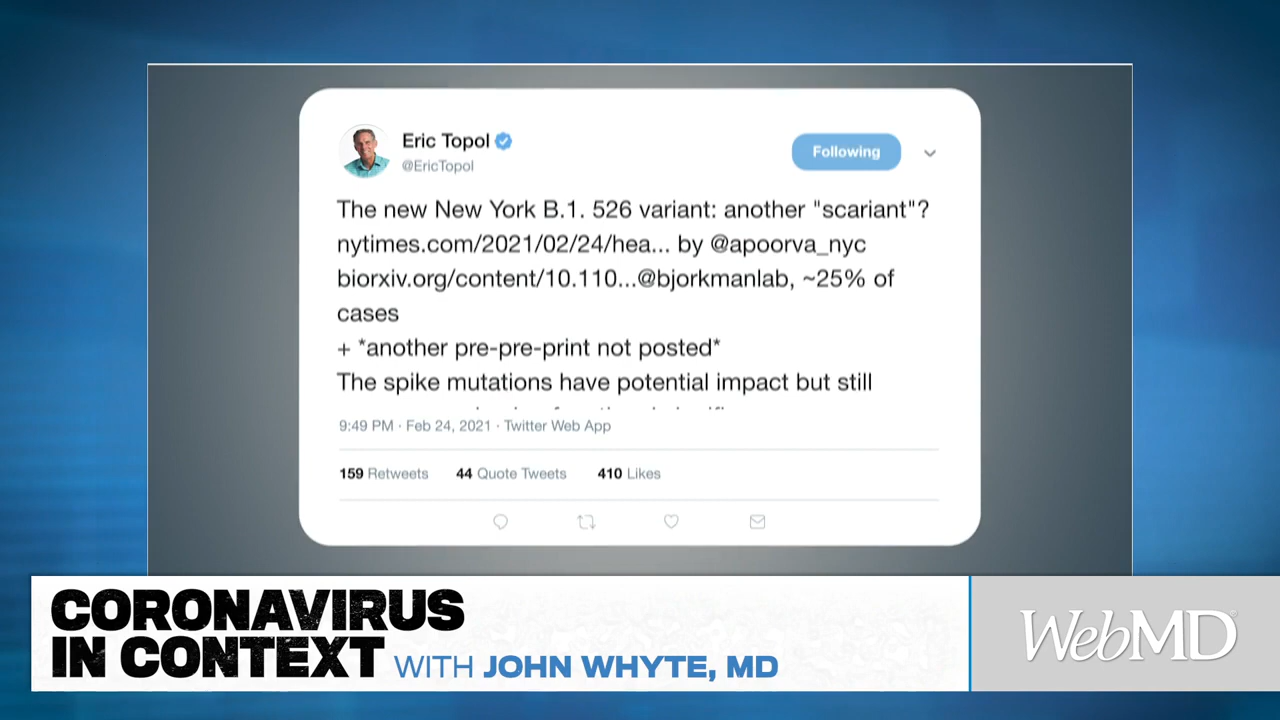 Eric Topol
@EricTopol
Following
The new New York B.1. 526 variant: another "scariant"?
nytimes.com/2021/02/24/hea... by @apoorva_nyc
biorxiv.org/content/10.110...@bjorkmanlab, ~25% of
cases
+ *another pre-pre-print not posted*
The spike mutations have potential impact but still
9:49 PM · Feb 24, 2021 · Twitter Web App
159 Retweets 44 Quote Tweets 410 Likes
CORONAVIRUS
IN CONTEXT WITH JOHN WHYTE, MD
WebMD